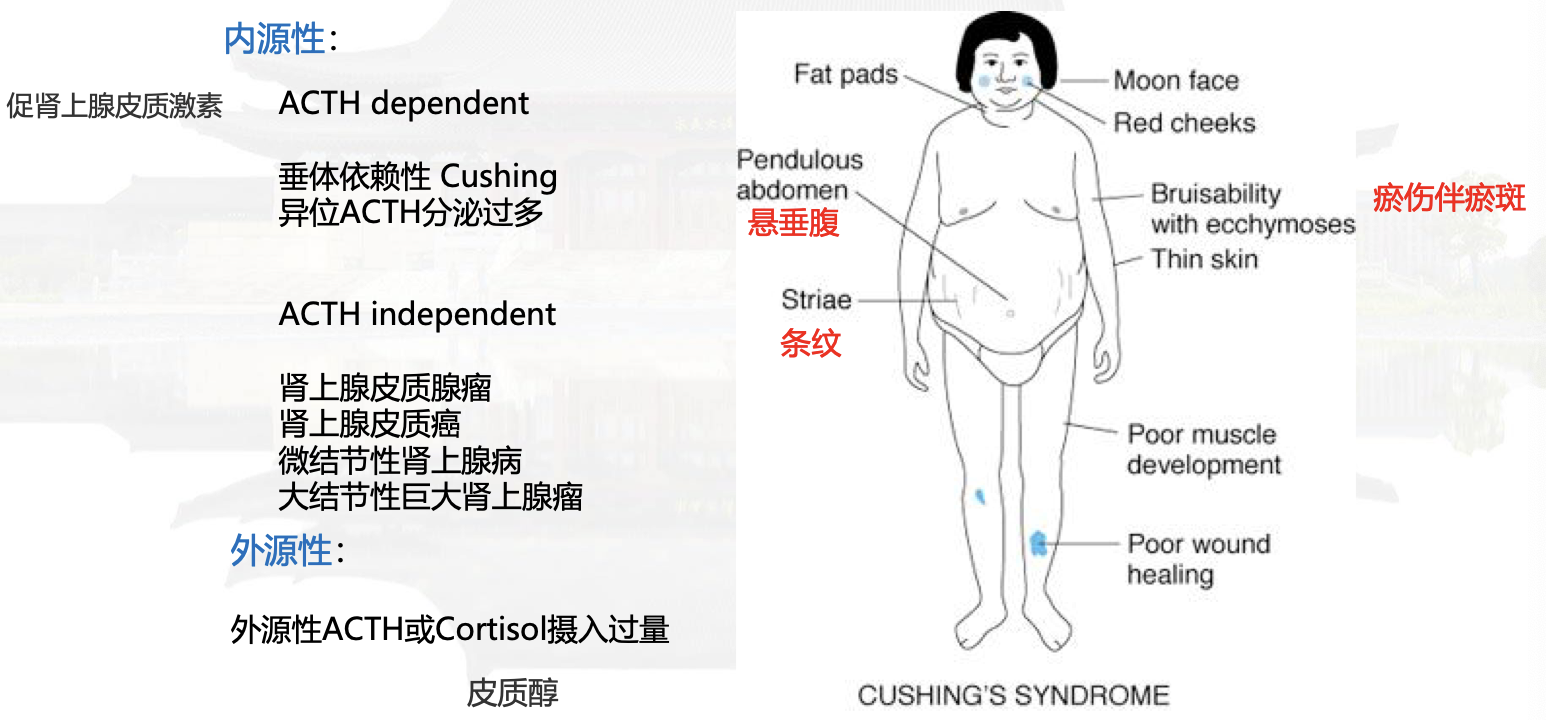 内源性：
促肾上腺皮质激素
ACTH dependent
垂体依赖性 Cushing
异位ACTH分泌过多
ACTH independent
肾上腺皮质腺瘤
肾上腺皮质癌
微结节性肾上腺病
大结节性巨大肾上腺瘤
外源性：
外源性ACTH或Cortisol摄入过量
皮质醇
Fat pads
Moon face
Red cheeks
Pendulous
abdomen
悬垂腹
Bruisability
with ecchymoses
瘀伤伴瘀斑
Thin skin
Striae
条纹
Poor muscle
development
Poor wound
healing
CUSHING'S SYNDROME